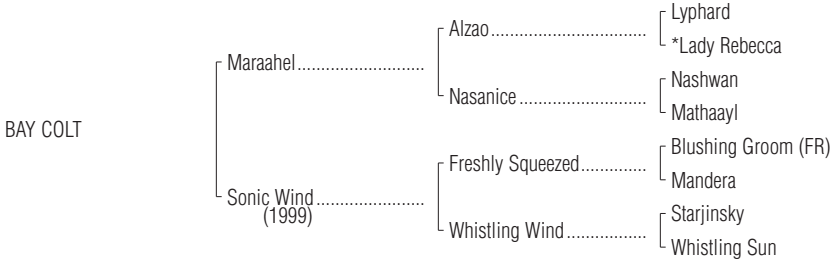 Lyphard
Alzao
*Lady Rebecca
Maraahel
Nashwan
Nasanice
Mathaayl
BAY COLT
Blushing Groom (FR)
Freshly Squeezed
Mandera
Sonic Wind
(1999)
Starjinsky
Whistling Wind
Whistling Sun